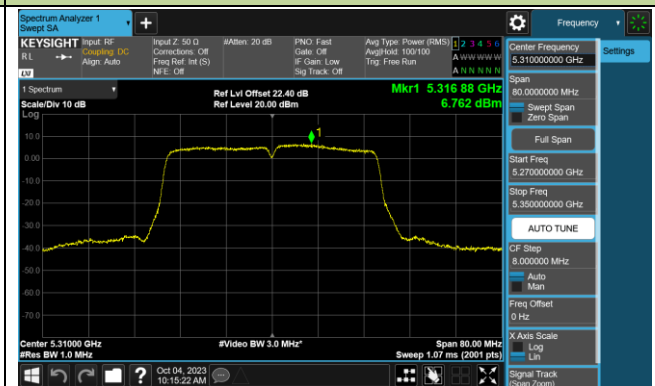 Spectrum Analyzer 1
Swept SA
+
Frequency
KEYSIGHT
RL
Input: RF
Coupling: DC
Align: Auto
Input Z: 50 Ω
Corrections: Off
Freq Ref: Int (S)
NFE: Off
#Atten: 20 dB
PNO: Fast
Gate: Off
IF Gain: Low
Sig Track: Off
Avg Type: Power (RMS)
Avg|Hold: 100/100
Trig: Free Run
1 2 3 4 5 6
A W W W W W
A N N N N N
LXI
1 Spectrum
Scale/Div 10 dB
Log
Ref Lvl Offset 22.40 dB
Ref Level 20.00 dBm
Mkr1 5.316 88 GHz
6.762 dBm
1
10.0
0.00
-10.0
-20.0
-30.0
-40.0
-50.0
-60.0
-70.0
Center 5.31000 GHz
#Res BW 1.0 MHz
#Video BW 3.0 MHz*
Span 80.00 MHz
Sweep 1.07 ms (2001 pts)
Center Frequency
5.310000000 GHz
Settings
Span
80.0000000 MHz
Swept Span
Zero Span
Full Span
Start Freq
5.270000000 GHz
Stop Freq
5.350000000 GHz
AUTO TUNE
CF Step
8.000000 MHz
Auto
Man
Freq Offset
0 Hz
X Axis Scale
Log
Lin
Signal Track
(Span Zoom)
?
Oct 04, 2023
10:15:22 AM